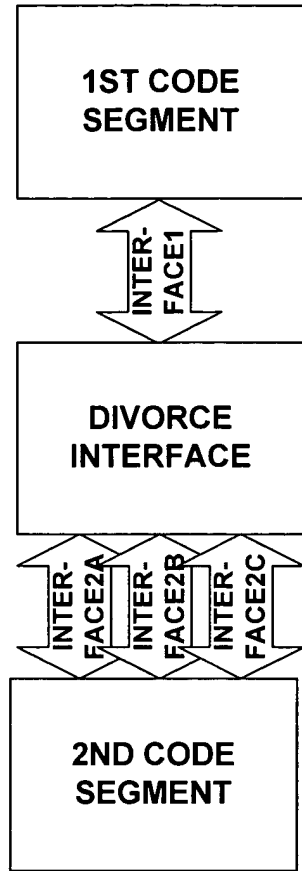 1ST CODE
SEGMENT
INTER-
FACE1
DIVORCE
INTERFACE
INTER-
FACE2A
INTER-
FACE2B
INTER-
FACE2C
2ND CODE
SEGMENT